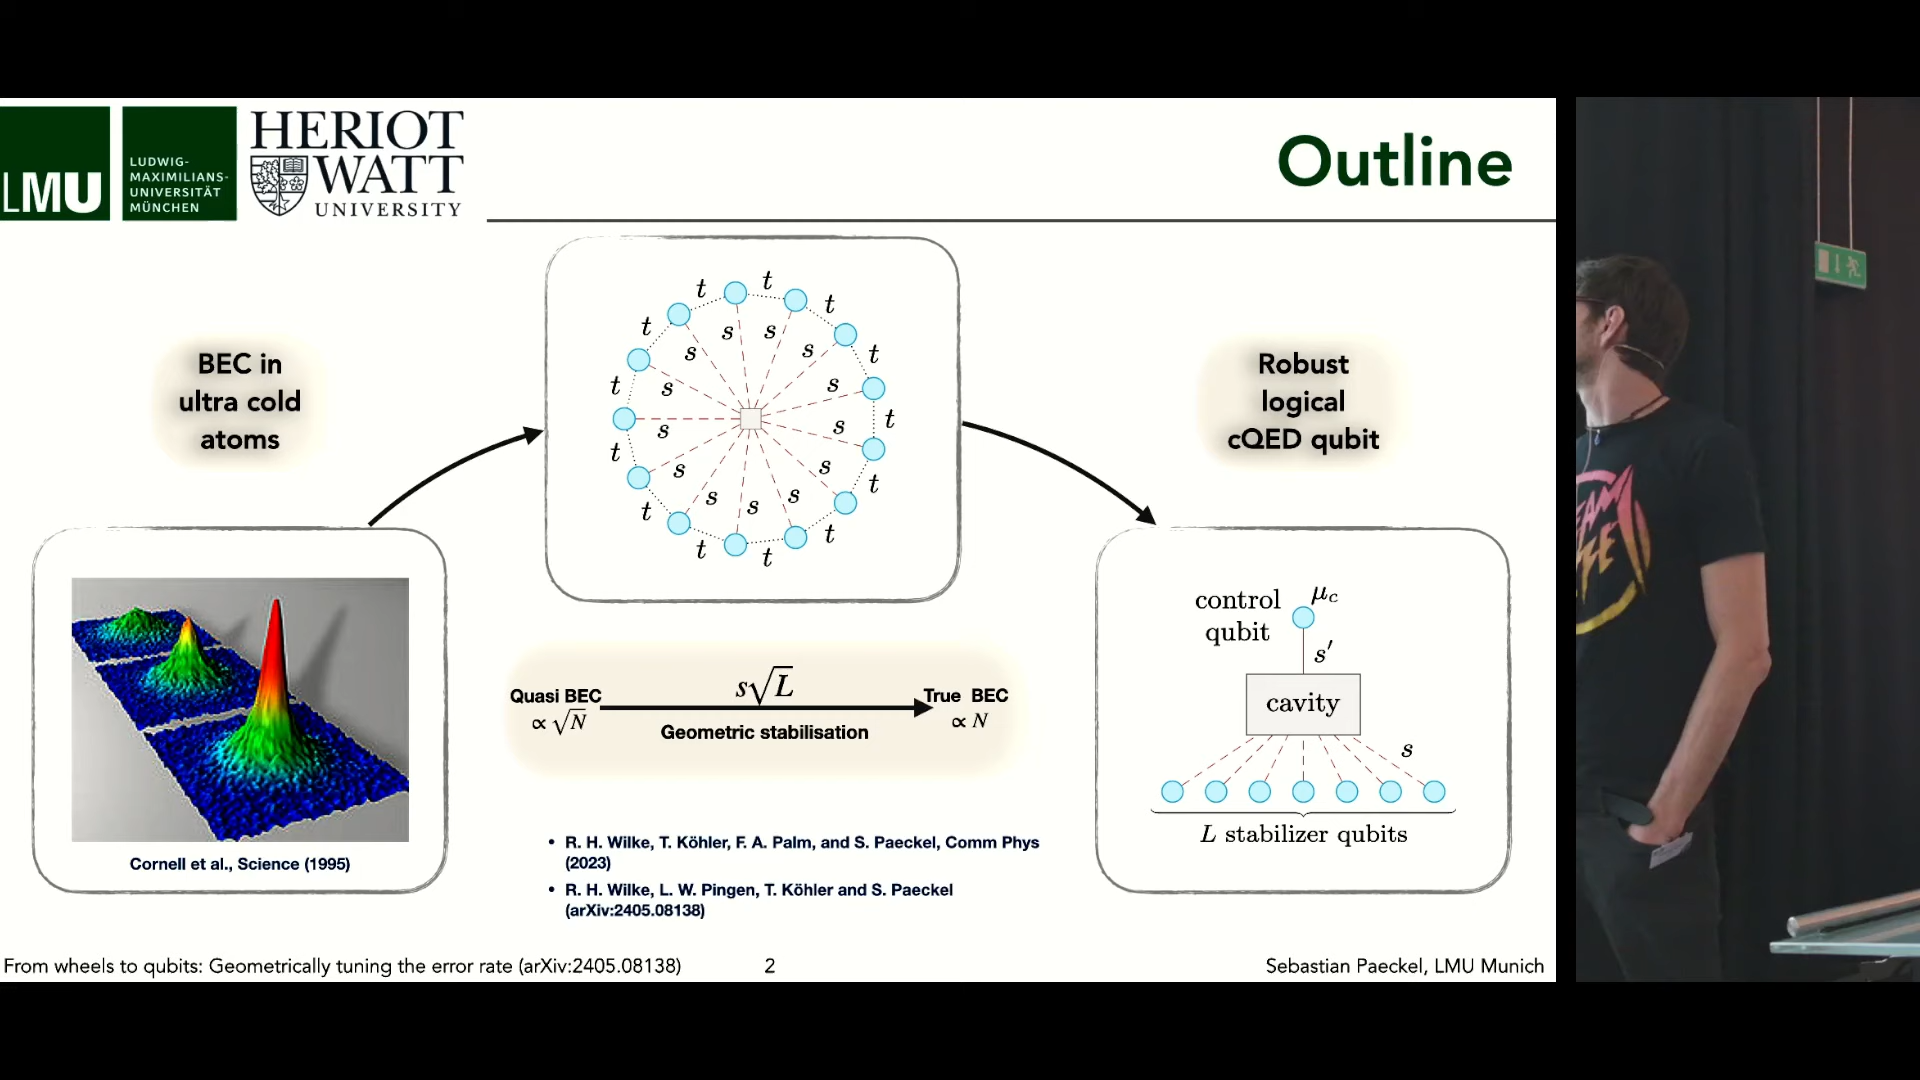 LMU
LUDWIG-
MAXIMILIANS-
UNIVERSITÄT
MÜNCHEN
HERIOT
WATT
UNIVERSITY
Outline
BEC in
ultra cold
atoms
Cornell et al., Science (1995)
t t t t t t t t t t t t t
s s s s s s s s s s s s s
Quasi BEC
∝ √N
s√L
Geometric stabilisation
True BEC
∝ N
• R. H. Wilke, T. Köhler, F. A. Palm, and S. Paeckel, Comm Phys
(2023)
• R. H. Wilke, L. W. Pingen, T. Köhler and S. Paeckel
(arXiv:2405.08138)
Robust
logical
cQED qubit
control
qubit
μc
s′
cavity
s
L stabilizer qubits
From wheels to qubits: Geometrically tuning the error rate (arXiv:2405.08138)
2
Sebastian Paeckel, LMU Munich